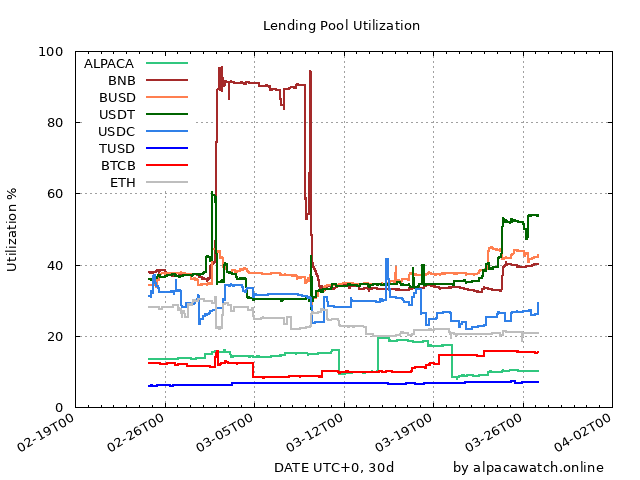 Lending Pool Utilization
100
80
60
40
20
0
Utilization %
ALPACA
BNB
BUSD
USDT
USDC
TUSD
BTCB
ETH
02-19T00
02-26T00
03-05T00
03-12T00
03-19T00
03-26T00
04-02T00
DATE UTC+0, 30d
by alpacawatch.online